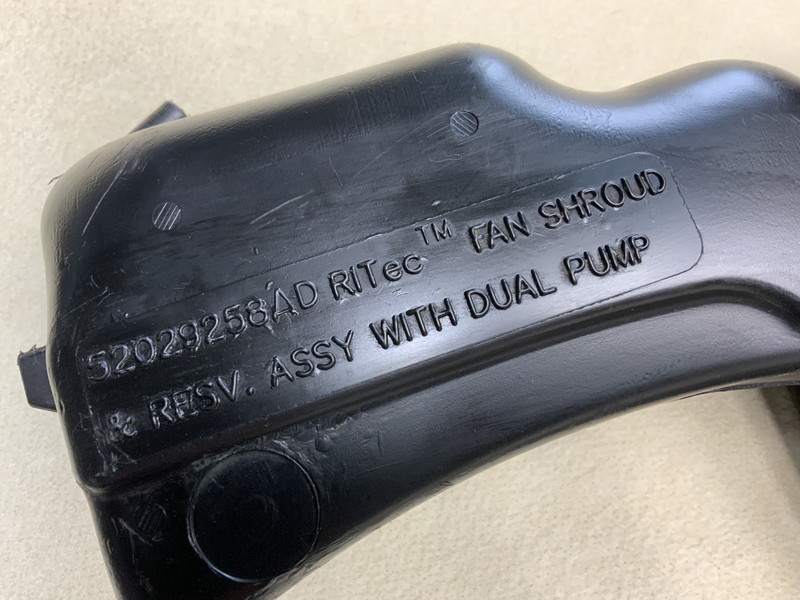 52029258AD RITec™ FAN SHROUD
& RESV. ASSY WITH DUAL PUMP